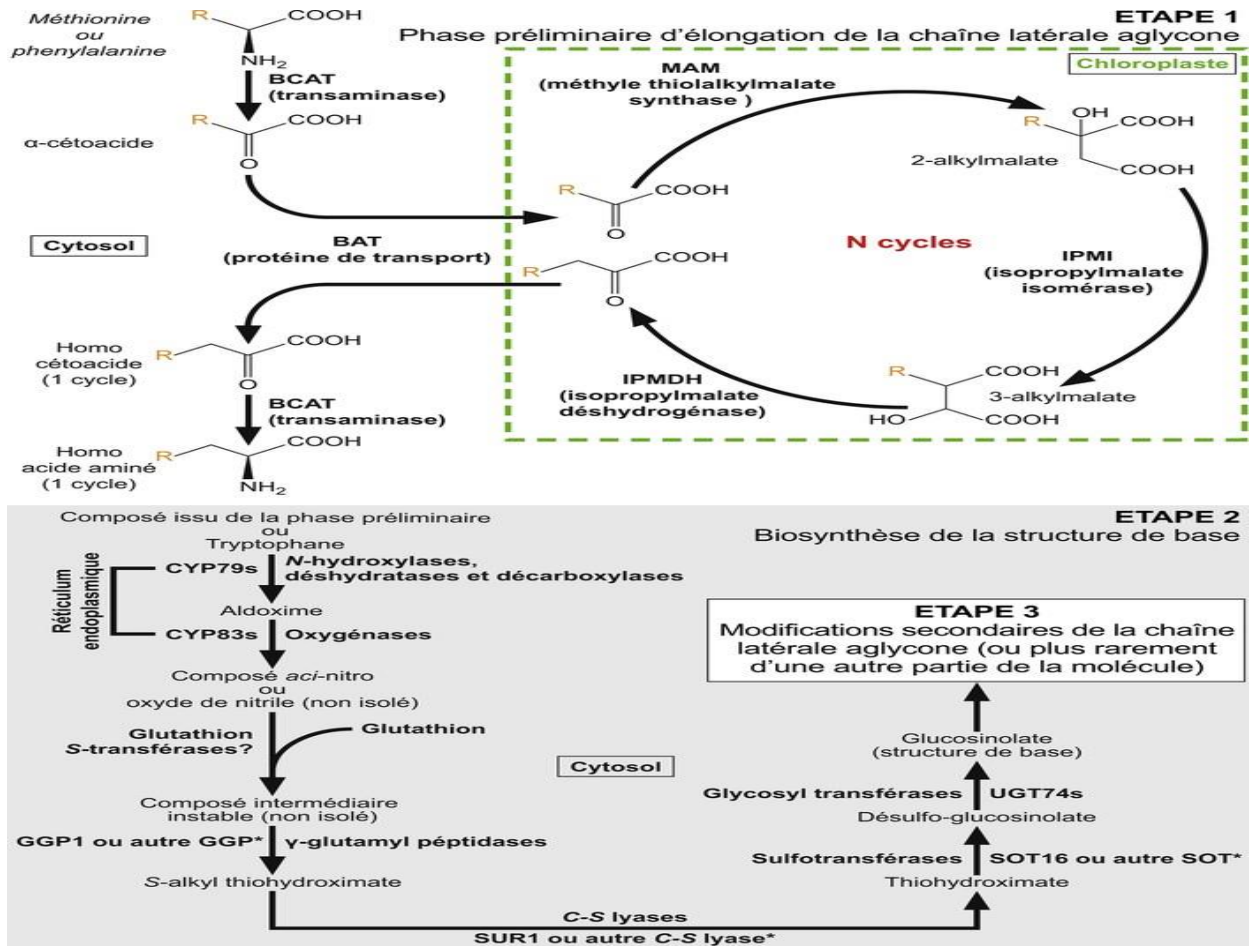 Méthionine
ou
phenylalanine
R
COOH
NH2
BCAT
(transaminase)
R
COOH
O
α-cétoacide
BAT
(protéine de transport)
Cytosol
Homo
cétoacide
(1 cycle)
R
COOH
O
BCAT
(transaminase)
Homo
acide aminé
(1 cycle)
R
COOH
NH2
ETAPE 1
Phase préliminaire d'élongation de la chaîne latérale aglycone
Chloroplaste
MAM
(méthyle thiolalkylmalate
synthase )
OH
R
COOH
COOH
2-alkylmalate
R
COOH
O
R
COOH
O
N cycles
IPMI
(isopropylmalate
isomérase)
IPMDH
(isopropylmalate
déshydrogénase)
R
COOH
3-alkylmalate
HO
COOH
ETAPE 2
Biosynthèse de la structure de base
Composé issu de la phase préliminaire
ou
Tryptophane
Réticulum
endoplasmique
CYP79s
N-hydroxylases,
déshydratases et décarboxylases
Aldoxime
CYP83s
Oxygénases
Composé aci-nitro
ou
oxyde de nitrile (non isolé)
Glutathion
S-transférases?
Glutathion
Composé intermédiaire
instable (non isolé)
GGP1 ou autre GGP*
γ-glutamyl péptidases
S-alkyl thiohydroximate
C-S lyases
SUR1 ou autre C-S lyase*
Cytosol
ETAPE 3
Modifications secondaires de la chaîne
latérale aglycone (ou plus rarement
d'une autre partie de la molécule)
Glucosinolate
(structure de base)
Glycosyl transférases
UGT74s
Désulfo-glucosinolate
Sulfotransférases
SOT16 ou autre SOT*
Thiohydroximate